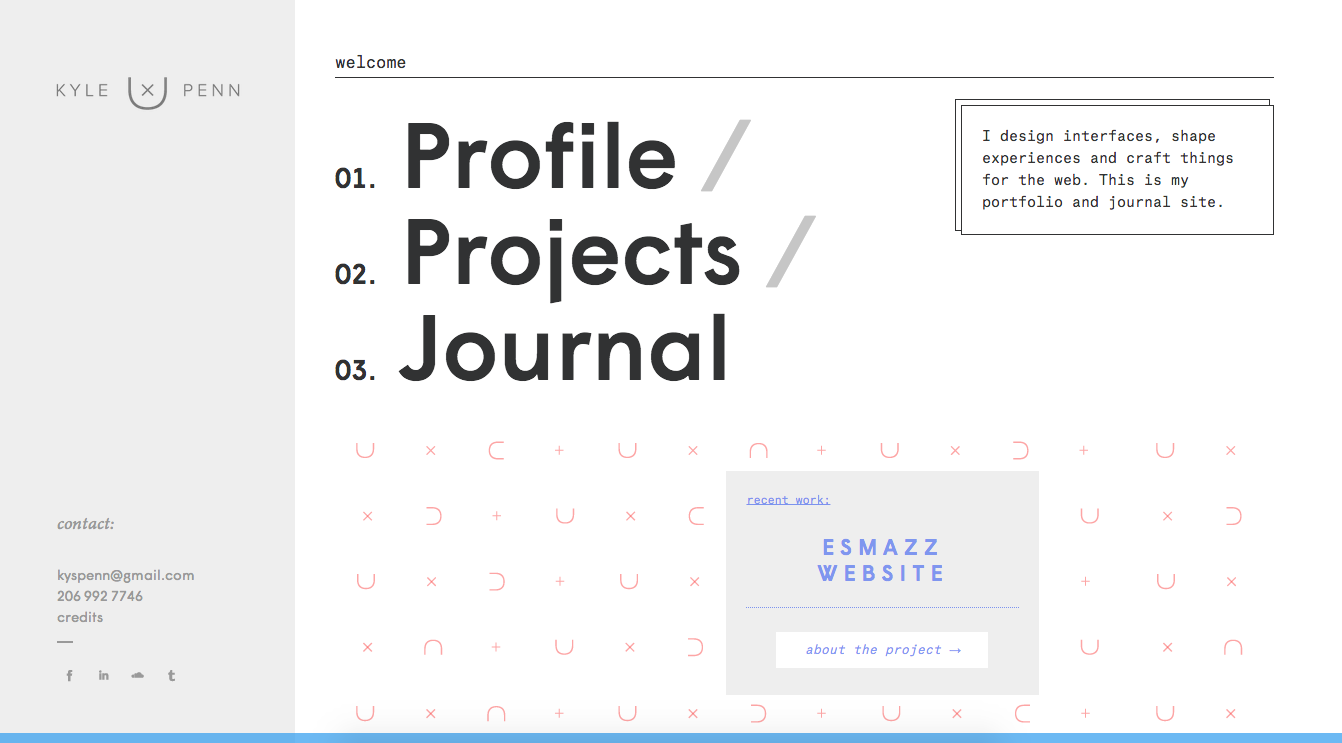 KYLE U× PENN
welcome
01. Profile /
02. Projects /
03. Journal
I design interfaces, shape
experiences and craft things
for the web. This is my
portfolio and journal site.
recent work:
ESMAZZ
WEBSITE
about the project →
contact:
kyspenn@gmail.com
206 992 7746
credits
f in t